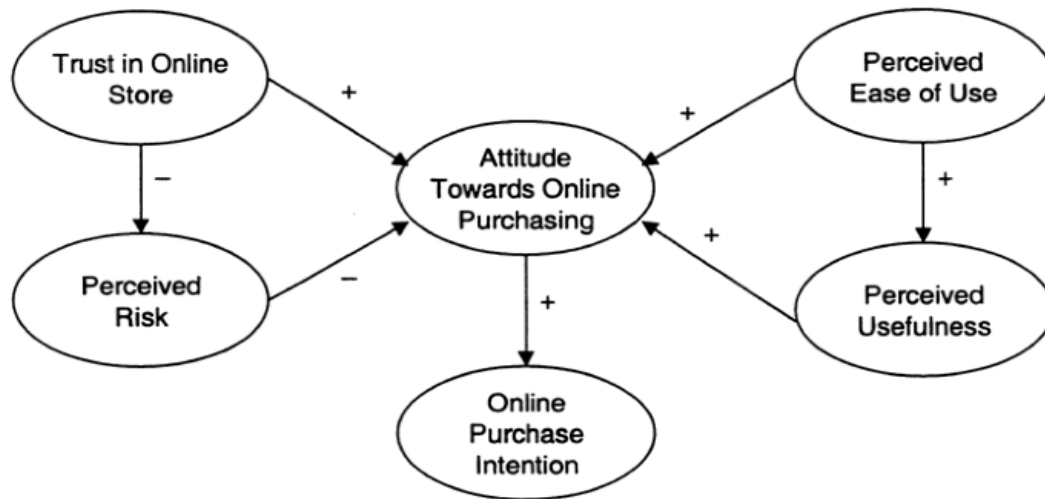 Trust in Online
Store
Perceived
Ease of Use
+
+
Attitude
Towards Online
Purchasing
–
+
+
Perceived
Risk
–
Perceived
Usefulness
+
Online
Purchase
Intention